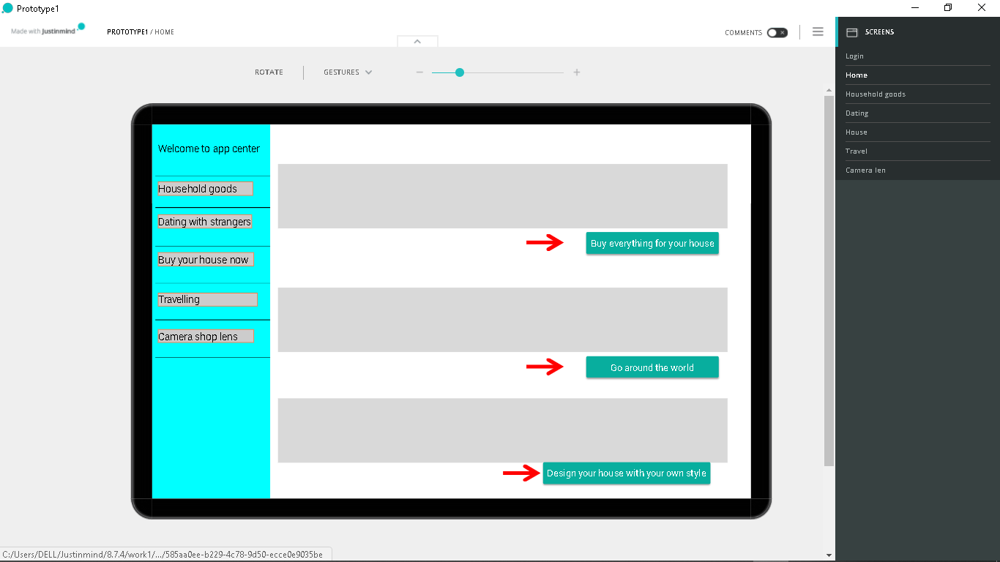 Prototype1
Made with Justinmind
PROTOTYPE1 / HOME
COMMENTS
SCREENS
Login
Home
Household goods
Dating
House
Travel
Camera len
ROTATE
GESTURES
Welcome to app center
Household goods
Dating with strangers
Buy your house now
Travelling
Camera shop lens
Buy everything for your house
Go around the world
Design your house with your own style
C:/Users/DELL/Justinmind/8.7.4/work1/.../585aa0ee-b229-4c78-9d50-ecce0e9035be